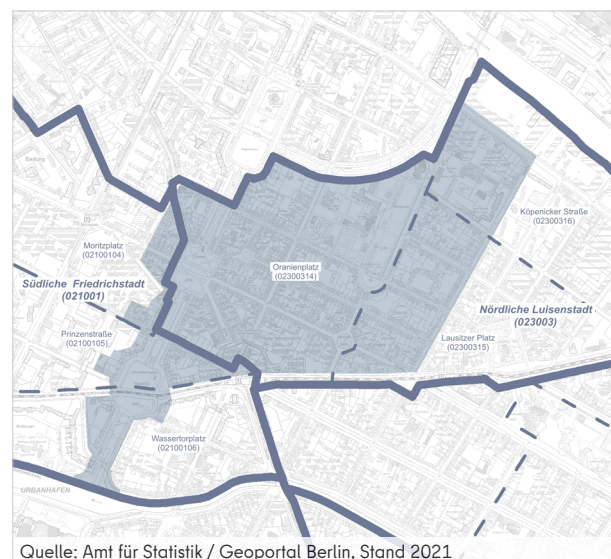 Köpenicker Straße
(02300316)
Moritzplatz
(02100104)
Oranienplatz
(02300314)
Südliche Friedrichstadt
(021001)
Nördliche Luisenstadt
(023003)
Prinzenstraße
(02100105)
Lausitzer Platz
(02300315)
Wassertorplatz
(02100106)
URBANHAFEN
Quelle: Amt für Statistik / Geoportal Berlin, Stand 2021